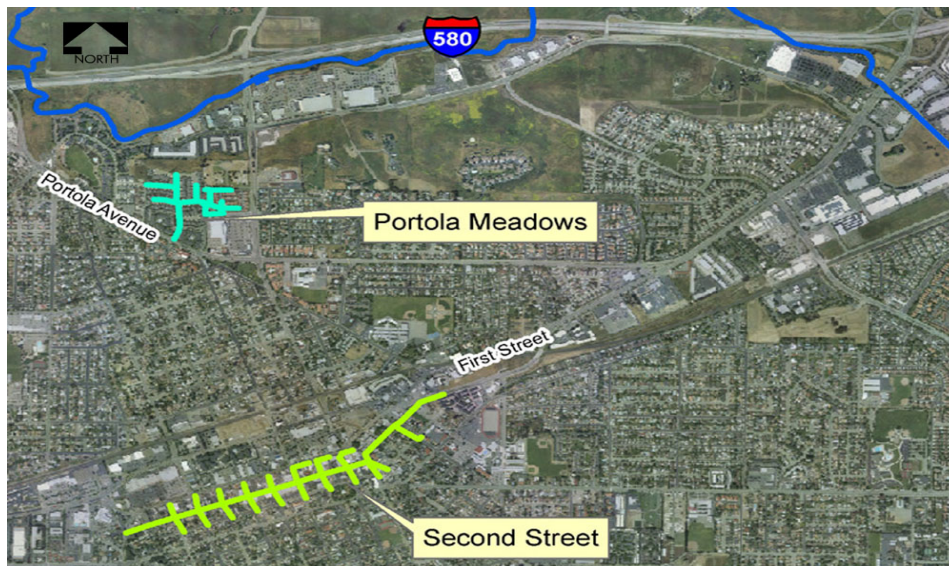 580
NORTH
Portola Avenue
Portola Meadows
First Street
Second Street